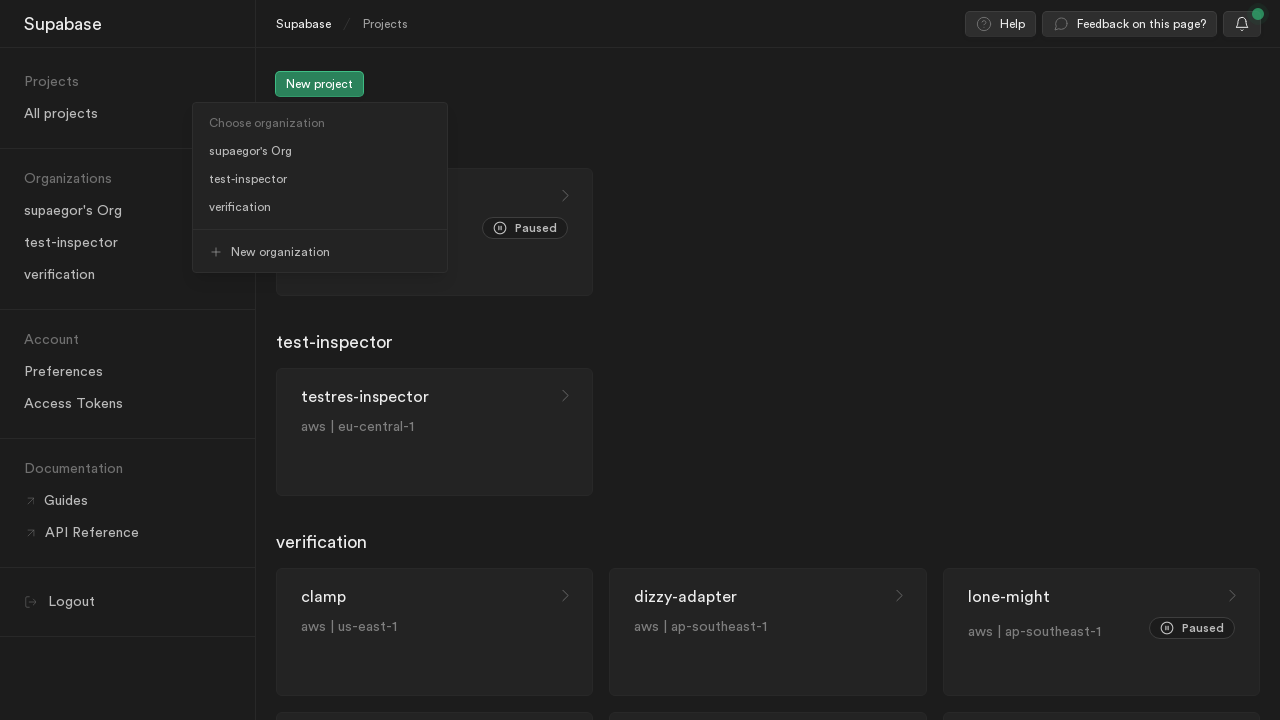 Supabase
Supabase / Projects
Help
Feedback on this page?
Projects
All projects
Organizations
supaegor's Org
test-inspector
verification
Account
Preferences
Access Tokens
Documentation
Guides
API Reference
Logout
New project
Choose organization
supaegor's Org
test-inspector
verification
New organization
Paused
test-inspector
testres-inspector
aws | eu-central-1
verification
clamp
aws | us-east-1
dizzy-adapter
aws | ap-southeast-1
lone-might
aws | ap-southeast-1
Paused